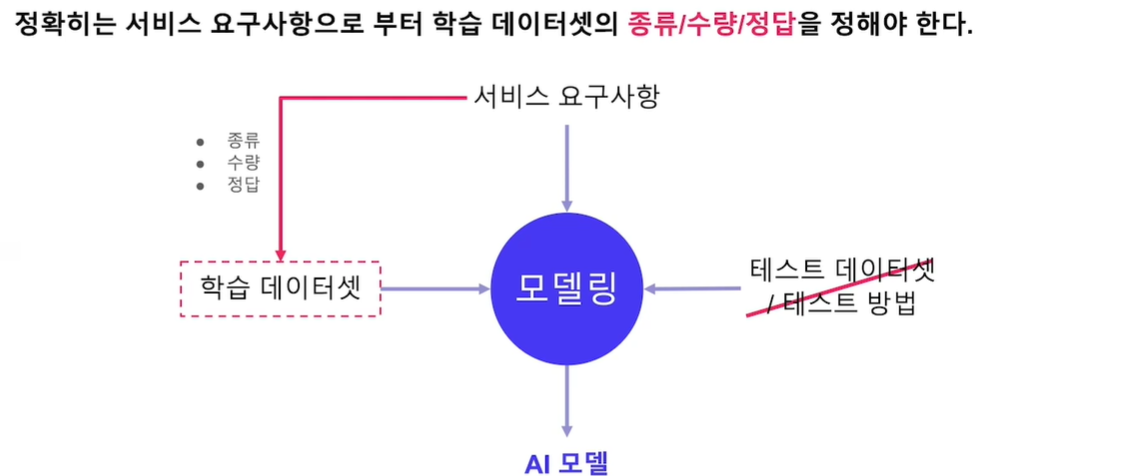 정확히는 서비스 요구사항으로 부터 학습 데이터셋의 종류/수량/정답을 정해야 한다.
서비스 요구사항
● 종류
● 수량
● 정답
학습 데이터셋
모델링
테스트 데이터셋
/ 테스트 방법
AI 모델